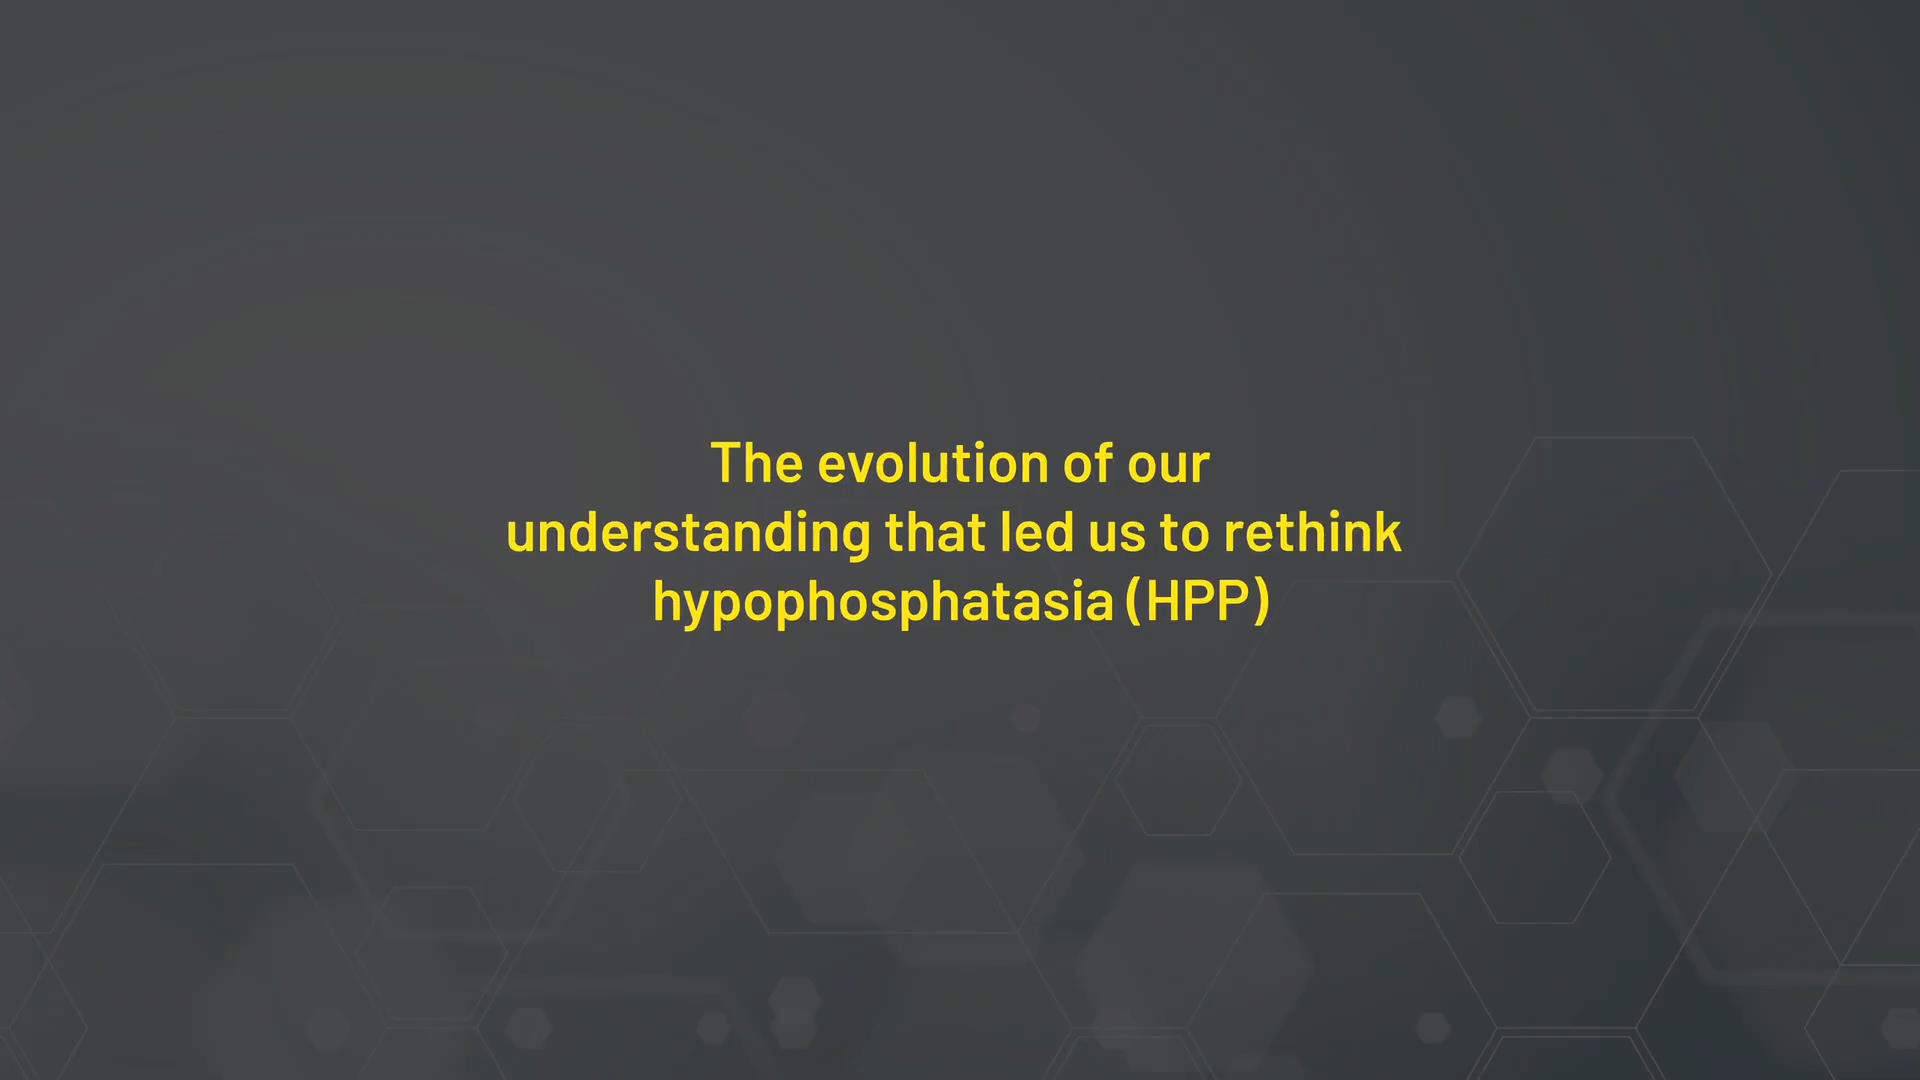 The evolution of our
understanding that led us to rethink
hypophosphatasia (HPP)